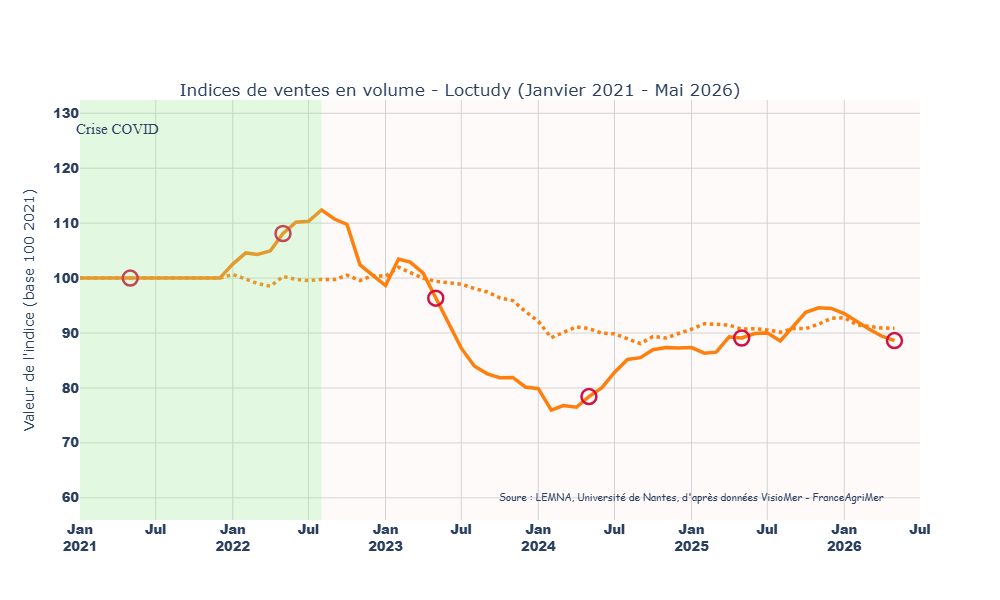 Indices de ventes en volume - Loctudy (Janvier 2021 - Mai 2026)
Valeur de l'indice (base 100 2021)
130
Crise COVID
120
110
100
90
80
70
60
Soure : LEMNA, Université de Nantes, d'après données VisioMer - FranceAgriMer
Jan Jul Jan Jul Jan Jul Jan Jul Jan Jul Jan Jul
2021 2022 2023 2024 2025 2026